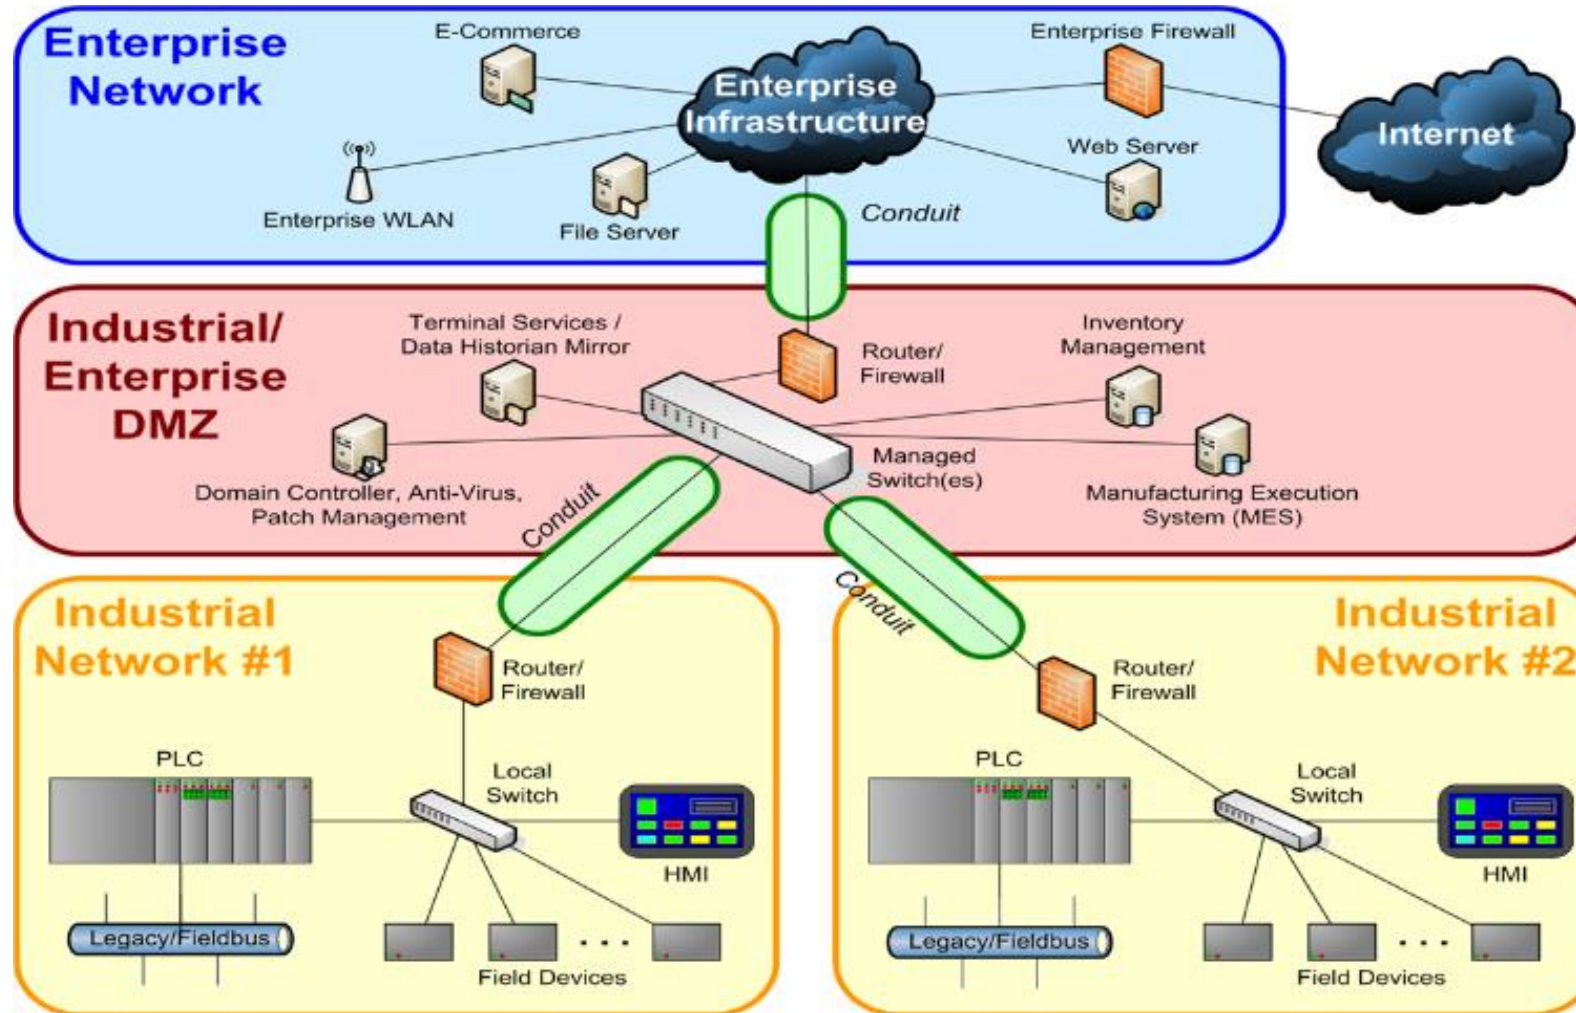 Enterprise
Network
E-Commerce
Enterprise Firewall
Enterprise
Infrastructure
Internet
Web Server
Enterprise WLAN
File Server
Conduit
Industrial/
Enterprise
DMZ
Terminal Services /
Data Historian Mirror
Router/
Firewall
Inventory
Management
Managed
Switch(es)
Domain Controller, Anti-Virus,
Patch Management
Manufacturing Execution
System (MES)
Conduit
Conduit
Industrial
Network #1
Router/
Firewall
PLC
Local
Switch
HMI
Legacy/Fieldbus
Field Devices
Industrial
Network #2
Router/
Firewall
PLC
Local
Switch
HMI
Legacy/Fieldbus
Field Devices